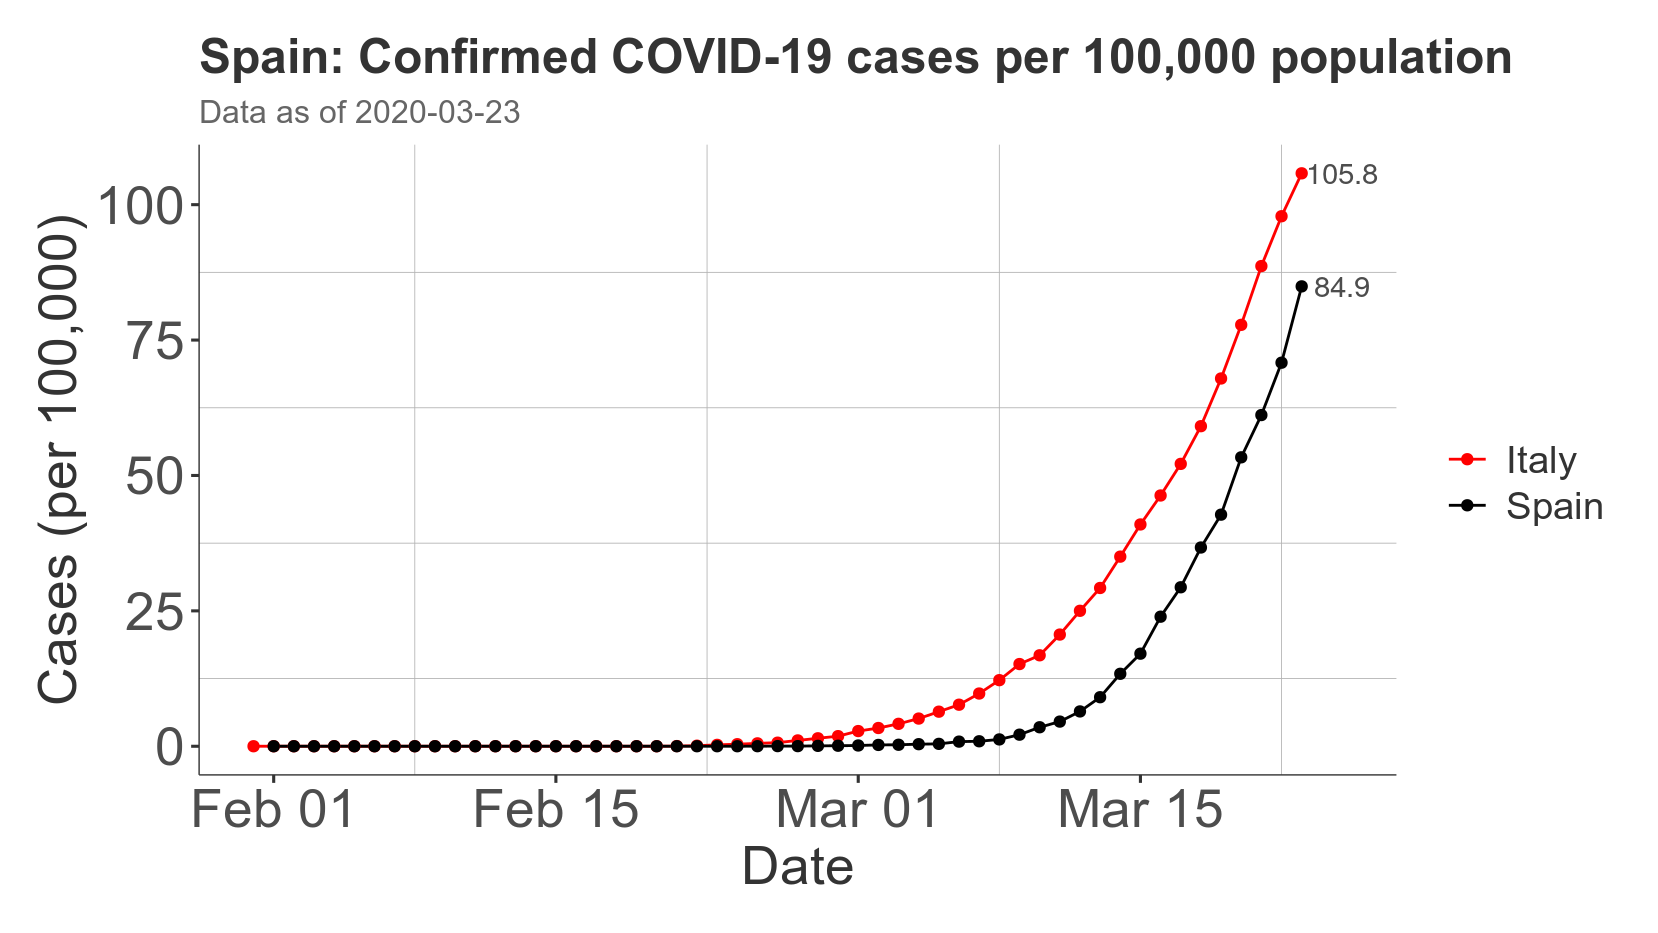 Spain: Confirmed COVID-19 cases per 100,000 population
Data as of 2020-03-23
Cases (per 100,000)
100
75
50
25
0
105.8
84.9
Italy
Spain
Feb 01 Feb 15 Mar 01 Mar 15
Date